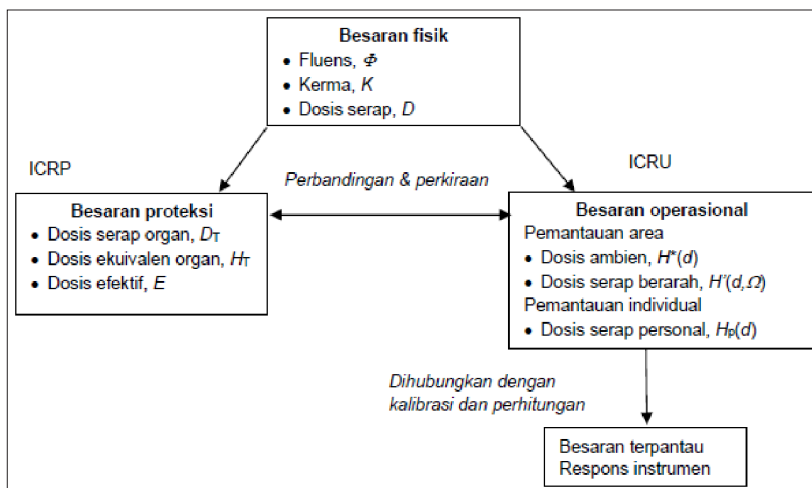 Besaran fisik
• Fluens, Φ
• Kerma, K
• Dosis serap, D
ICRP
ICRU
Perbandingan & perkiraan
Besaran proteksi
• Dosis serap organ, DT
• Dosis ekuivalen organ, HT
• Dosis efektif, E
Besaran operasional
Pemantauan area
• Dosis ambien, H*(d)
• Dosis serap berarah, H'(d,Ω)
Pemantauan individual
• Dosis serap personal, Hp(d)
Dihubungkan dengan
kalibrasi dan perhitungan
Besaran terpantau
Respons instrumen